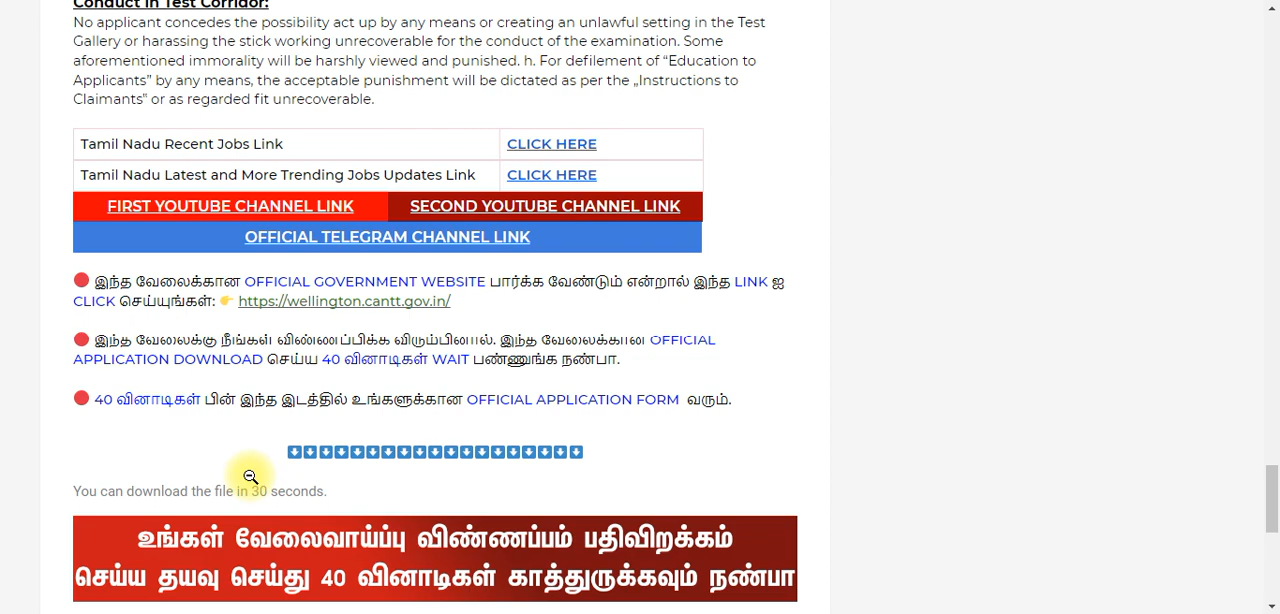 Conduct in Test Corridor:
No applicant concedes the possibility act up by any means or creating an unlawful setting in the Test
Gallery or harassing the stick working unrecoverable for the conduct of the examination. Some
aforementioned immorality will be harshly viewed and punished. h. For defilement of “Education to
Applicants” by any means, the acceptable punishment will be dictated as per the „Instructions to
Claimants” or as regarded fit unrecoverable.
Tamil Nadu Recent Jobs Link CLICK HERE
Tamil Nadu Latest and More Trending Jobs Updates Link CLICK HERE
FIRST YOUTUBE CHANNEL LINK SECOND YOUTUBE CHANNEL LINK
OFFICIAL TELEGRAM CHANNEL LINK
🔴 இந்த வேலைக்கான OFFICIAL GOVERNMENT WEBSITE பார்க்க வேண்டும் என்றால் இந்த LINK ஐ
CLICK செய்யுங்கள்: 👉 https://wellington.cantt.gov.in/
🔴 இந்த வேலைக்கு நீங்கள் விண்ணப்பிக்க விரும்பினால். இந்த வேலைக்கான OFFICIAL
APPLICATION DOWNLOAD செய்ய 40 வினாடிகள் WAIT பண்ணுங்க நண்பா.
🔴 40 வினாடிகள் பின் இந்த இடத்தில் உங்களுக்கான OFFICIAL APPLICATION FORM வரும்.
⬇⬇⬇⬇⬇⬇⬇⬇⬇⬇⬇⬇⬇⬇⬇⬇⬇⬇⬇
You can download the file in 30 seconds.
உங்கள் வேலைவாய்ப்பு விண்ணப்பம் பதிவிறக்கம்
செய்ய தயவு செய்து 40 வினாடிகள் காத்துருக்கவும் நண்பா